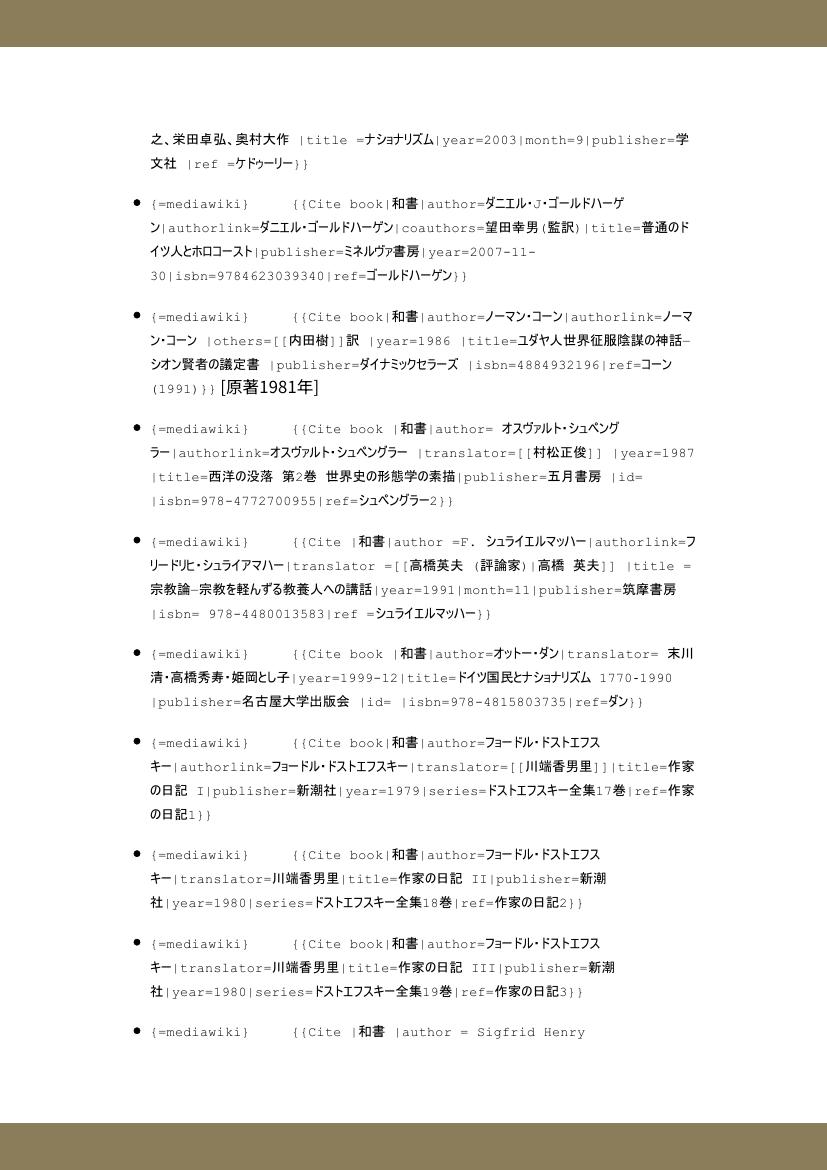 之、栄田卓弘、奥村大作 |title =ナショナリズム|year=2003|month=9|publisher=学
文社 |ref =ケドゥーリー}}
• {=mediawiki} {{Cite book|和書|author=ダニエル・J・ゴールドハーゲ
ン|authorlink=ダニエル・ゴールドハーゲン|coauthors=望田幸男(監訳)|title=普通のド
イツ人とホロコースト|publisher=ミネルヴァ書房|year=2007-11-
30|isbn=9784623039340|ref=ゴールドハーゲン}}
• {=mediawiki} {{Cite book|和書|author=ノーマン・コーン|authorlink=ノーマ
ン・コーン |others=[[内田樹]]訳 |year=1986 |title=ユダヤ人世界征服陰謀の神話―
シオン賢者の議定書 |publisher=ダイナミックセラーズ |isbn=4884932196|ref=コーン
(1991)}} [原著1981年]
• {=mediawiki} {{Cite book |和書|author= オスヴァルト・シュペング
ラー|authorlink=オスヴァルト・シュペングラー |translator=[[村松正俊]] |year=1987
|title=西洋の没落 第2巻 世界史の形態学の素描|publisher=五月書房 |id=
|isbn=978-4772700955|ref=シュペングラー2}}
• {=mediawiki} {{Cite |和書|author =F. シュライエルマッハー|authorlink=フ
リードリヒ・シュライアマハー|translator =[[高橋英夫 (評論家)|高橋 英夫]] |title =
宗教論―宗教を軽んずる教養人への講話|year=1991|month=11|publisher=筑摩書房
|isbn= 978-4480013583|ref =シュライエルマッハー}}
• {=mediawiki} {{Cite book |和書|author=オットー・ダン|translator= 末川
清・高橋秀寿・姫岡とし子|year=1999-12|title=ドイツ国民とナショナリズム 1770-1990
|publisher=名古屋大学出版会 |id= |isbn=978-4815803735|ref=ダン}}
• {=mediawiki} {{Cite book|和書|author=フョードル・ドストエフス
キー|authorlink=フョードル・ドストエフスキー|translator=[[川端香男里]]|title=作家
の日記 I|publisher=新潮社|year=1979|series=ドストエフスキー全集17巻|ref=作家
の日記1}}
• {=mediawiki} {{Cite book|和書|author=フョードル・ドストエフス
キー|translator=川端香男里|title=作家の日記 II|publisher=新潮
社|year=1980|series=ドストエフスキー全集18巻|ref=作家の日記2}}
• {=mediawiki} {{Cite book|和書|author=フョードル・ドストエフス
キー|translator=川端香男里|title=作家の日記 III|publisher=新潮
社|year=1980|series=ドストエフスキー全集19巻|ref=作家の日記3}}
• {=mediawiki} {{Cite |和書 |author = Sigfrid Henry